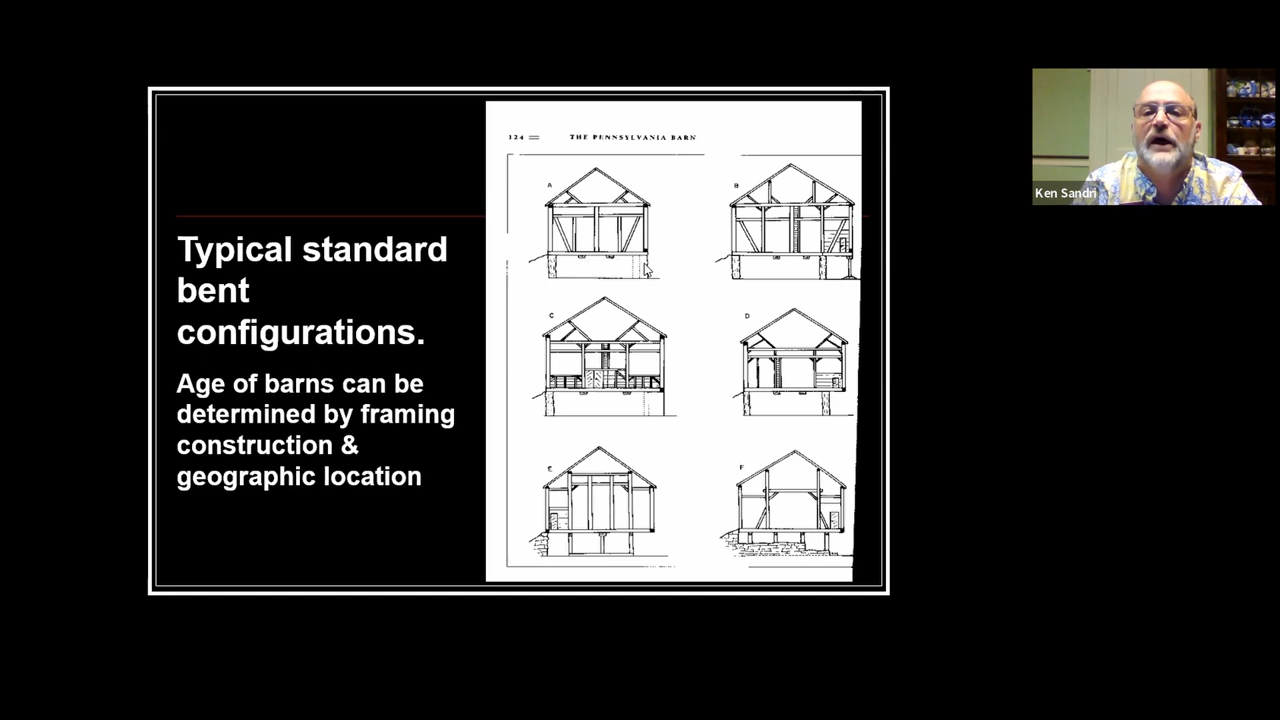 Typical standard
bent
configurations.
Age of barns can be
determined by framing
construction &
geographic location
124
THE PENNSYLVANIA BARN
A
B
C
D
E
F
Ken Sandri